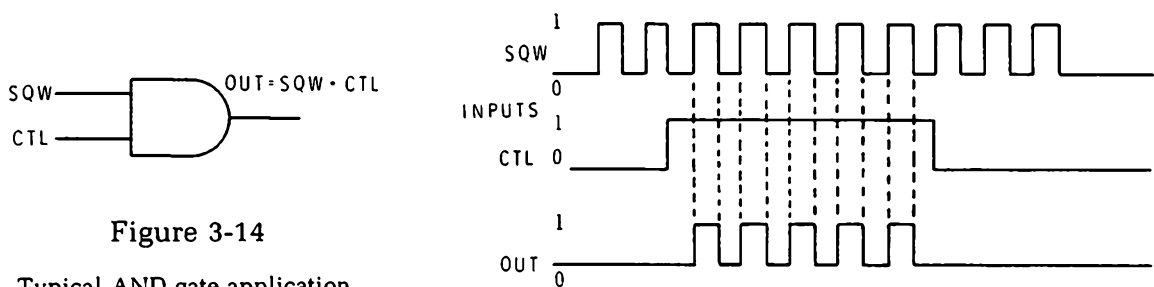 SQW
CTL
OUT=SQW · CTL
Figure 3-14
Typical AND gate application
1
SQW
0
INPUTS
1
CTL 0
1
OUT
0